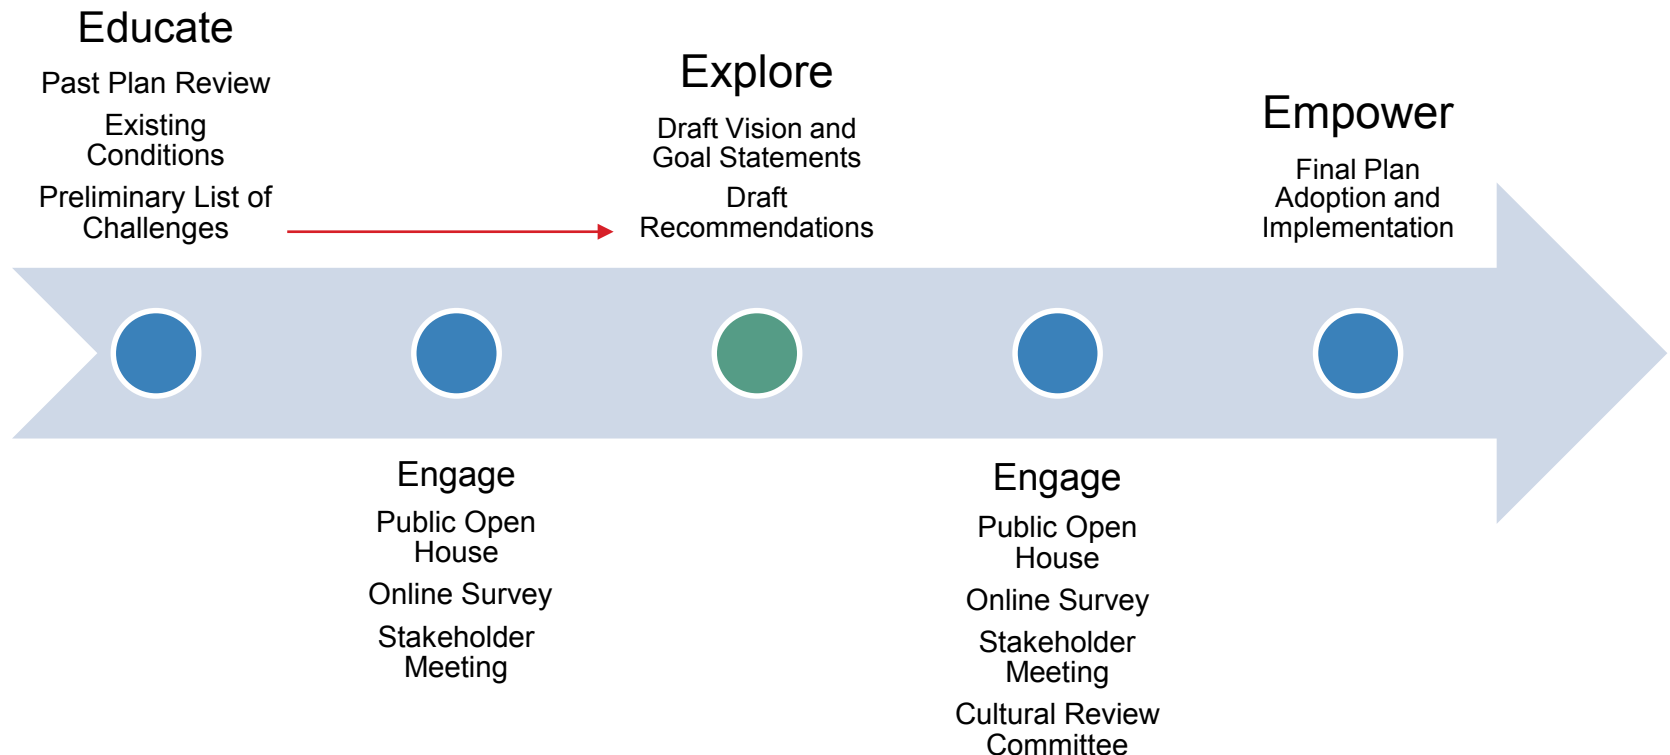 Educate
Past Plan Review
Existing
Conditions
Preliminary List of
Challenges
Engage
Public Open
House
Online Survey
Stakeholder
Meeting
Explore
Draft Vision and
Goal Statements
Draft
Recommendations
Engage
Public Open
House
Online Survey
Stakeholder
Meeting
Cultural Review
Committee
Empower
Final Plan
Adoption and
Implementation